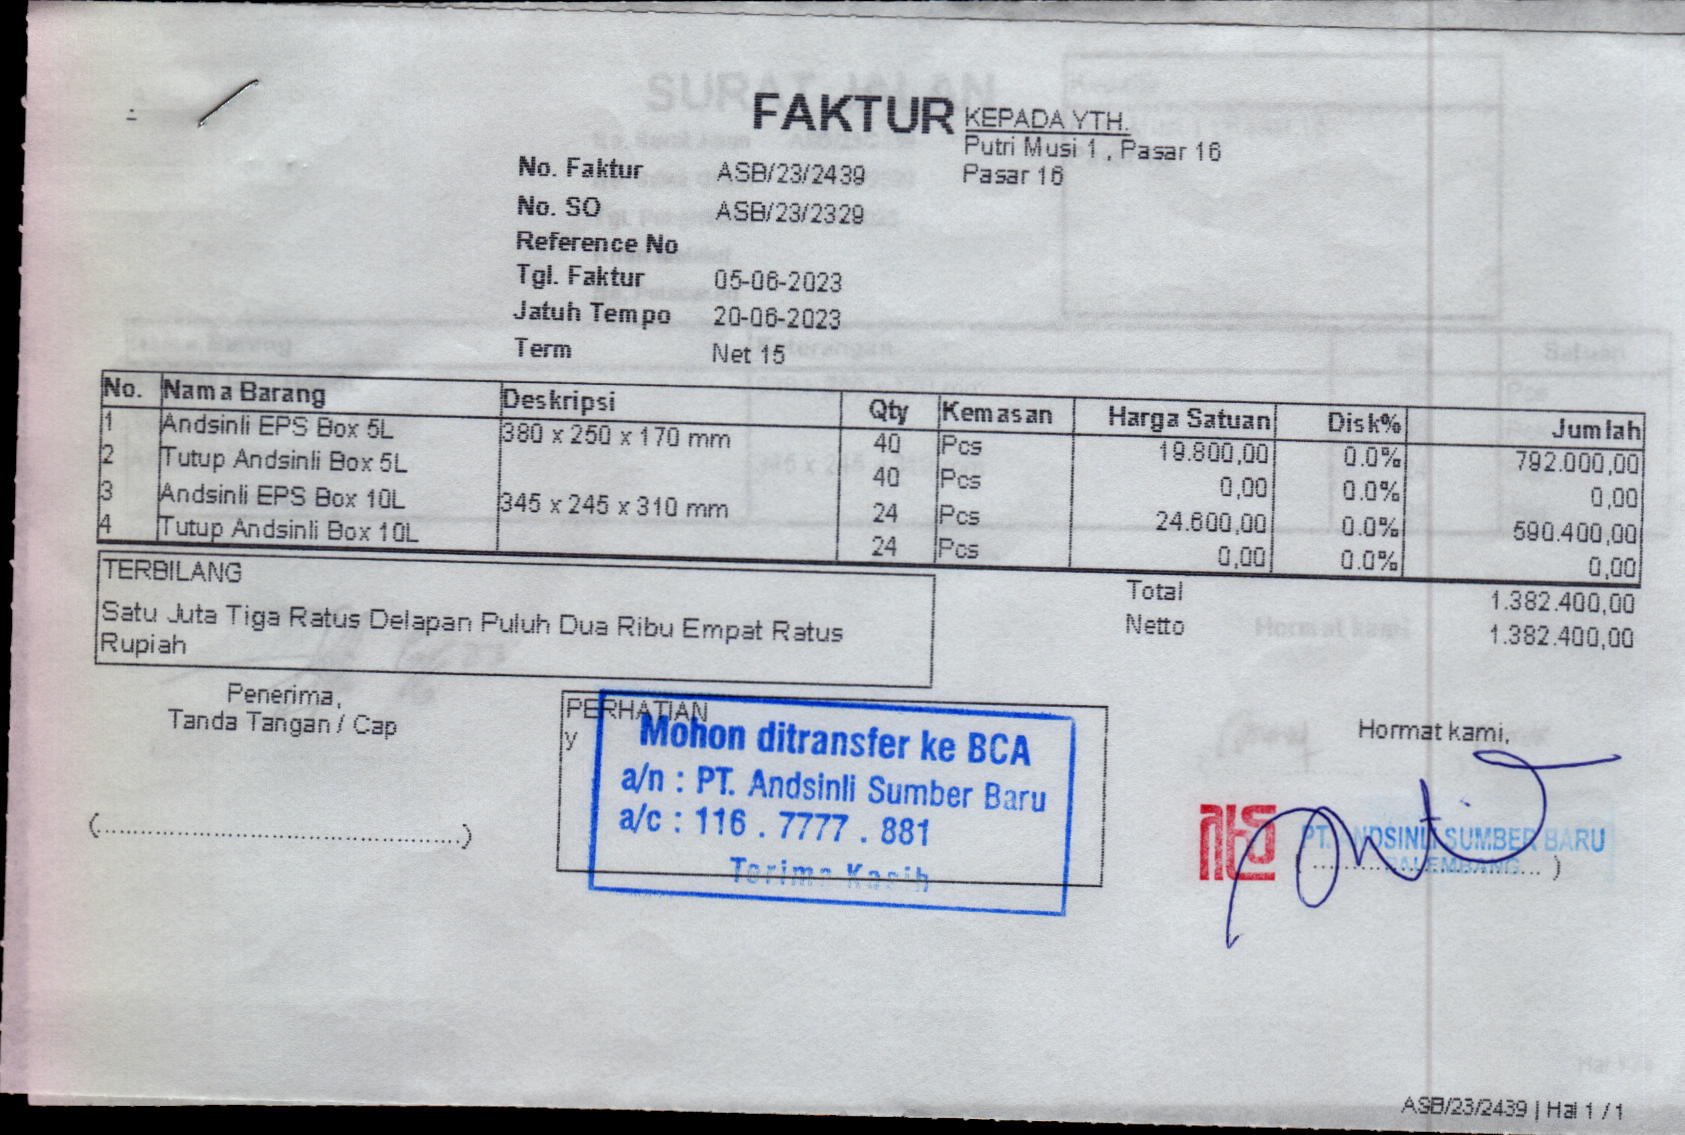 FAKTUR
KEPADA YTH.
Putri Musi 1 , Pasar 16
Pasar 16
No. Faktur ASB/23/2439
No. SO ASB/23/2329
Reference No
Tgl. Faktur 05-06-2023
Jatuh Tempo 20-06-2023
Term Net 15
No. Nama Barang Deskripsi Qty Kemasan Harga Satuan Disk% Jumlah
1 Andsinli EPS Box 5L 380 x 250 x 170 mm 40 Pcs 19.800,00 0.0% 792.000,00
2 Tutup Andsinli Box 5L 40 Pcs 0,00 0.0% 0,00
3 Andsinli EPS Box 10L 345 x 245 x 310 mm 24 Pcs 24.600,00 0.0% 590.400,00
4 Tutup Andsinli Box 10L 24 Pcs 0,00 0.0% 0,00
TERBILANG
Satu Juta Tiga Ratus Delapan Puluh Dua Ribu Empat Ratus
Rupiah
Total 1.382.400,00
Netto 1.382.400,00
Penerima,
Tanda Tangan / Cap
(............................................)
PERHATIAN
y
Mohon ditransfer ke BCA
a/n : PT. Andsinli Sumber Baru
a/c : 116 . 7777 . 881
Terima Kasih
Hormat kami,
PT. ANDSINLI SUMBER BARU
PALEMBANG
ASB/23/2439 | Hal 1 / 1